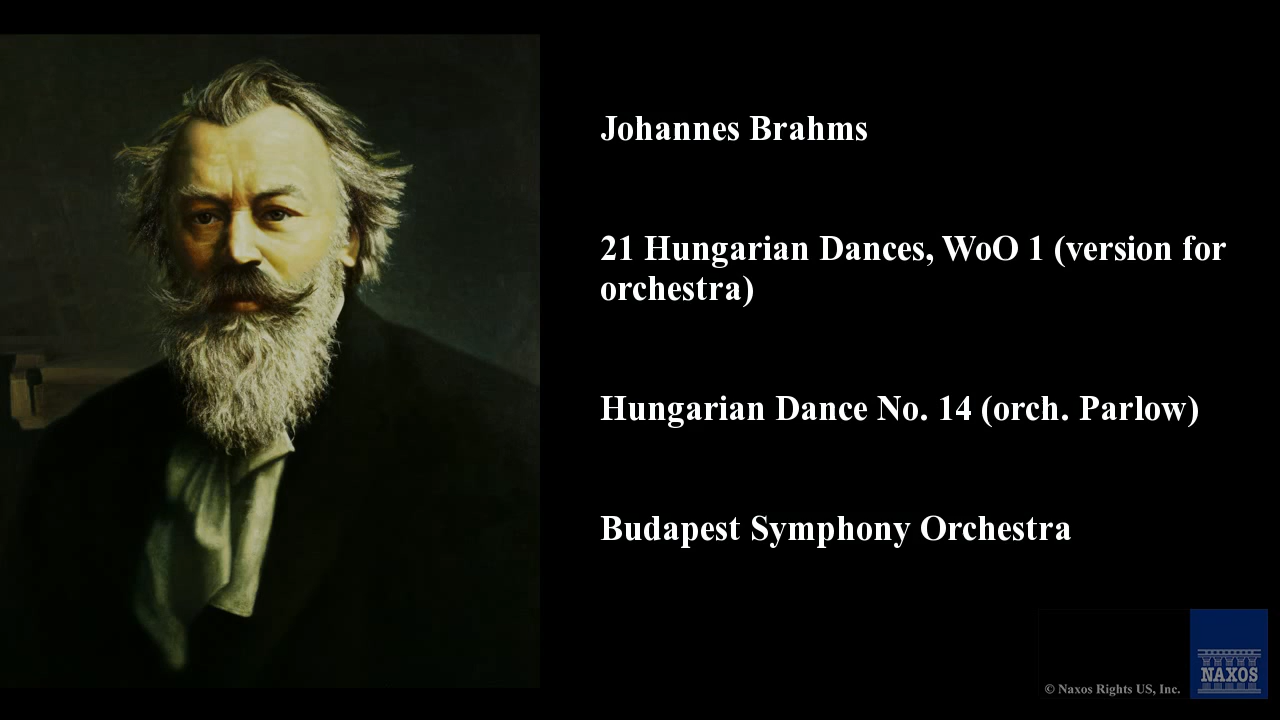 Johannes Brahms
21 Hungarian Dances, WoO 1 (version for
orchestra)
Hungarian Dance No. 14 (orch. Parlow)
Budapest Symphony Orchestra
© Naxos Rights US, Inc.
NAXOS